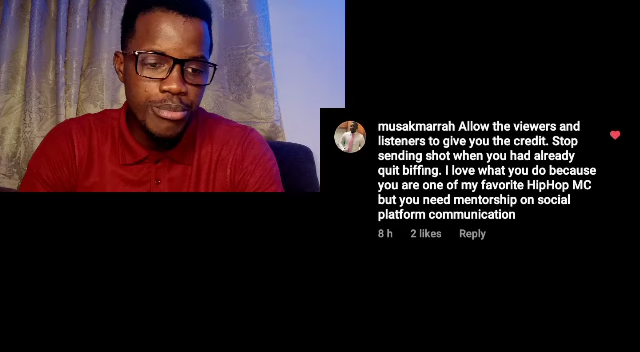 musakmarrah Allow the viewers and
listeners to give you the credit. Stop
sending shot when you had already
quit biffing. I love what you do because
you are one of my favorite HipHop MC
but you need mentorship on social
platform communication
8 h 2 likes Reply